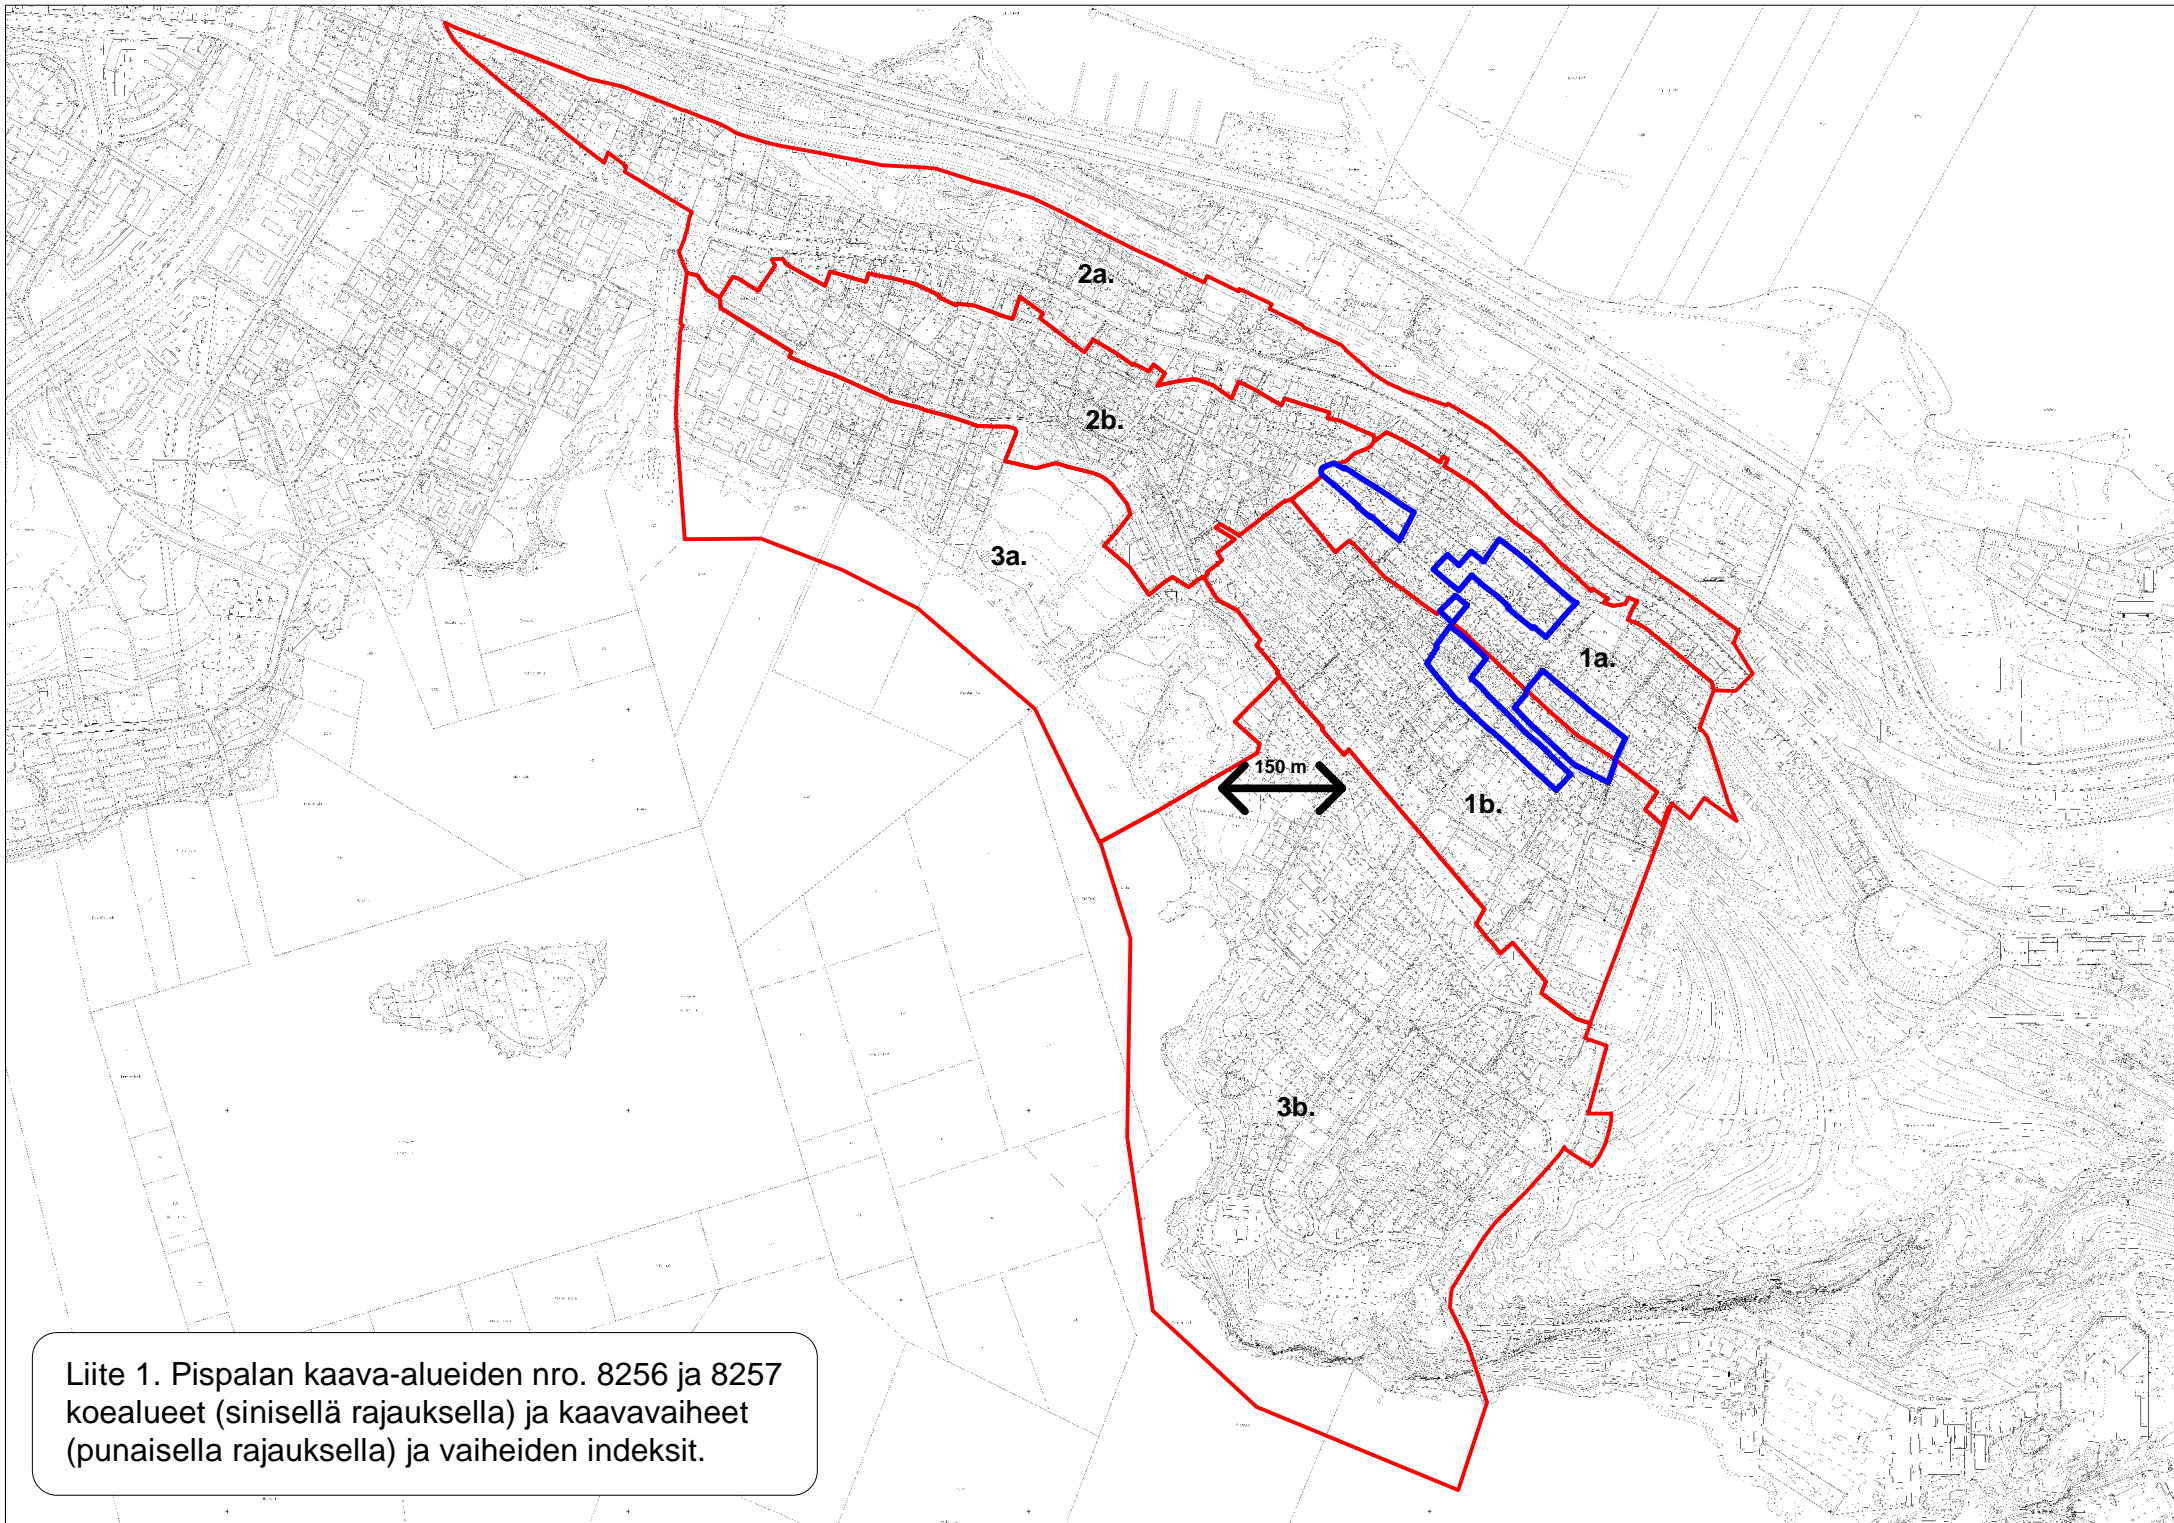 2a.
2b.
3a.
1a.
150 m
1b.
3b.
Liite 1. Pispalan kaava-alueiden nro. 8256 ja 8257
koealueet (sinisellä rajauksella) ja kaavavaiheet
(punaisella rajauksella) ja vaiheiden indeksit.